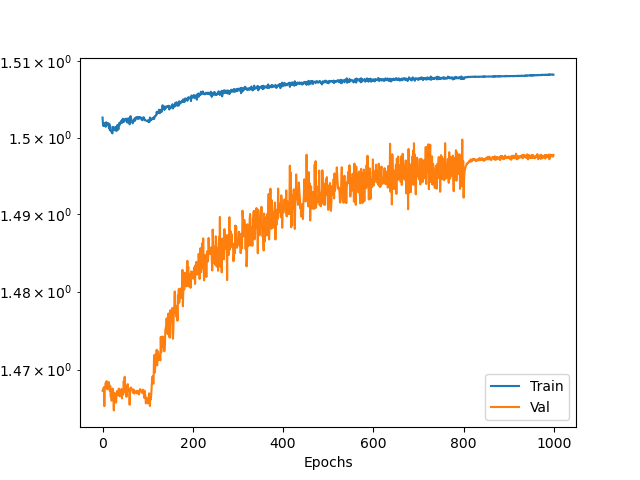 1.51 × 10⁰
1.5 × 10⁰
1.49 × 10⁰
1.48 × 10⁰
1.47 × 10⁰
0 200 400 600 800 1000
Epochs
Train
Val